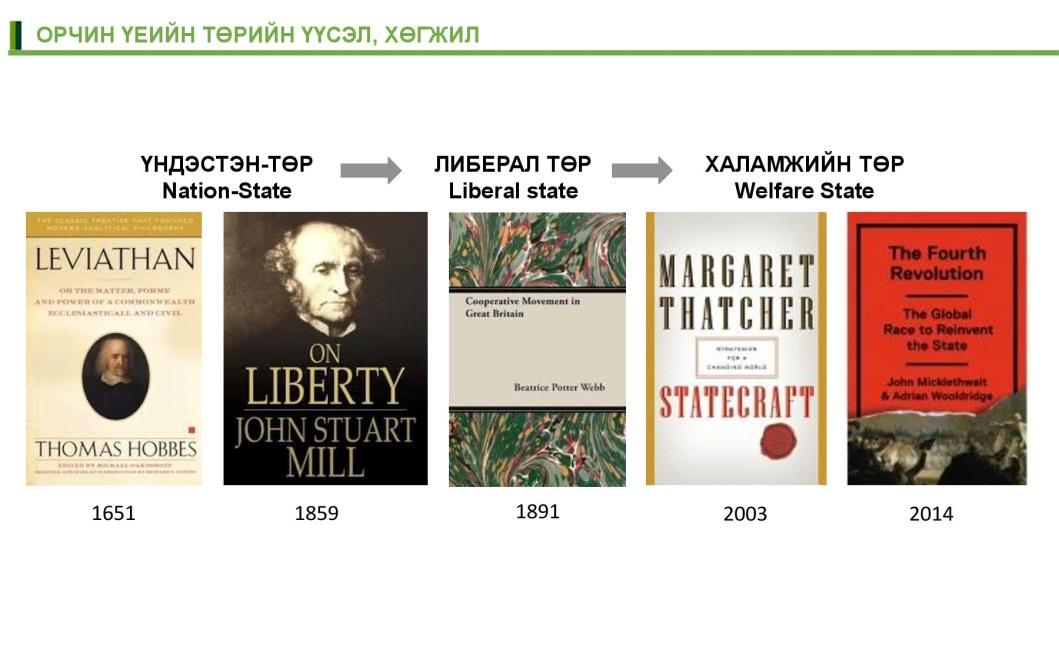 ОРЧИН ҮЕИЙН ТӨРИЙН ҮҮСЭЛ, ХӨГЖИЛ
ҮНДЭСТЭН-ТӨР
Nation-State
ЛИБЕРАЛ ТӨР
Liberal state
ХАЛАМЖИЙН ТӨР
Welfare State
THE CLASSIC TREATISE THAT FOUNDED
MODERN ANALYTICAL PHILOSOPHY
LEVIATHAN
OR THE MATTER, FORME
AND POWER OF A COMMONWEALTH
ECCLESIASTICALL AND CIVIL
THOMAS HOBBES
EDITED BY MICHAEL OAKESHOTT
ON
LIBERTY
JOHN STUART
MILL
Cooperative Movement in
Great Britain
Beatrice Potter Webb
MARGARET
THATCHER
STRATEGIES
FOR A
CHANGING WORLD
STATECRAFT
The Fourth
Revolution
The Global
Race to Reinvent
the State
John Micklethwait
& Adrian Wooldridge
1651
1859
1891
2003
2014